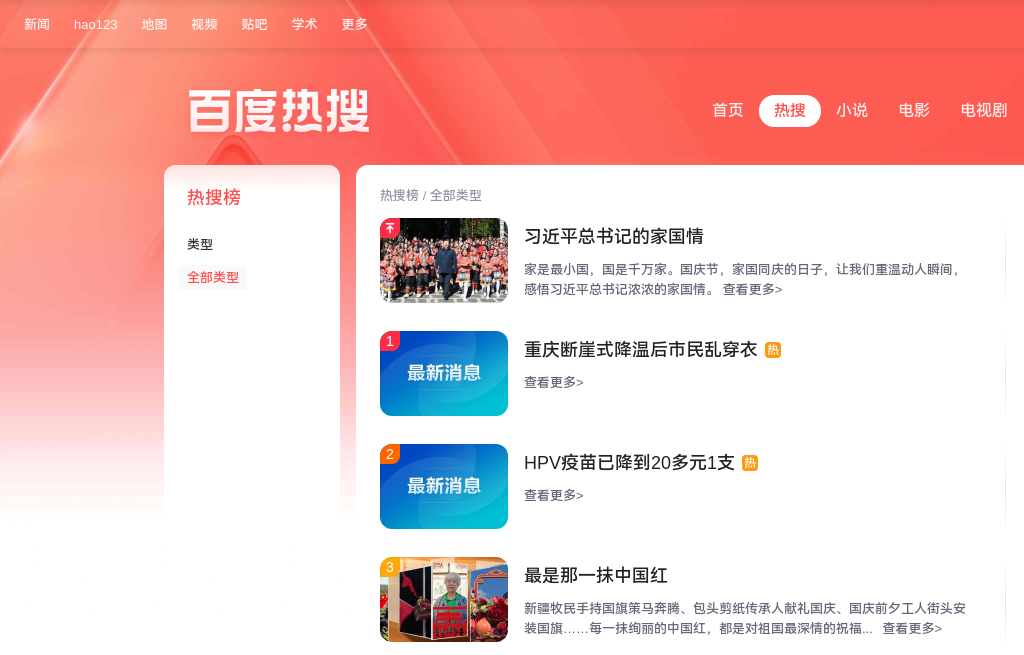 新闻 hao123 地图 视频 贴吧 学术 更多
百度热搜
首页 热搜 小说 电影 电视剧
热搜榜
类型
全部类型
热搜榜 / 全部类型
习近平总书记的家国情
家是最小国，国是千万家。国庆节，家国同庆的日子，让我们重温动人瞬间，
感悟习近平总书记浓浓的家国情。 查看更多>
1
最新消息
重庆断崖式降温后市民乱穿衣 热
查看更多>
2
最新消息
HPV疫苗已降到20多元1支 热
查看更多>
3
最是那一抹中国红
新疆牧民手持国旗策马奔腾、包头剪纸传承人献礼国庆、国庆前夕工人街头安
装国旗……每一抹绚丽的中国红，都是对祖国最深情的祝福... 查看更多>